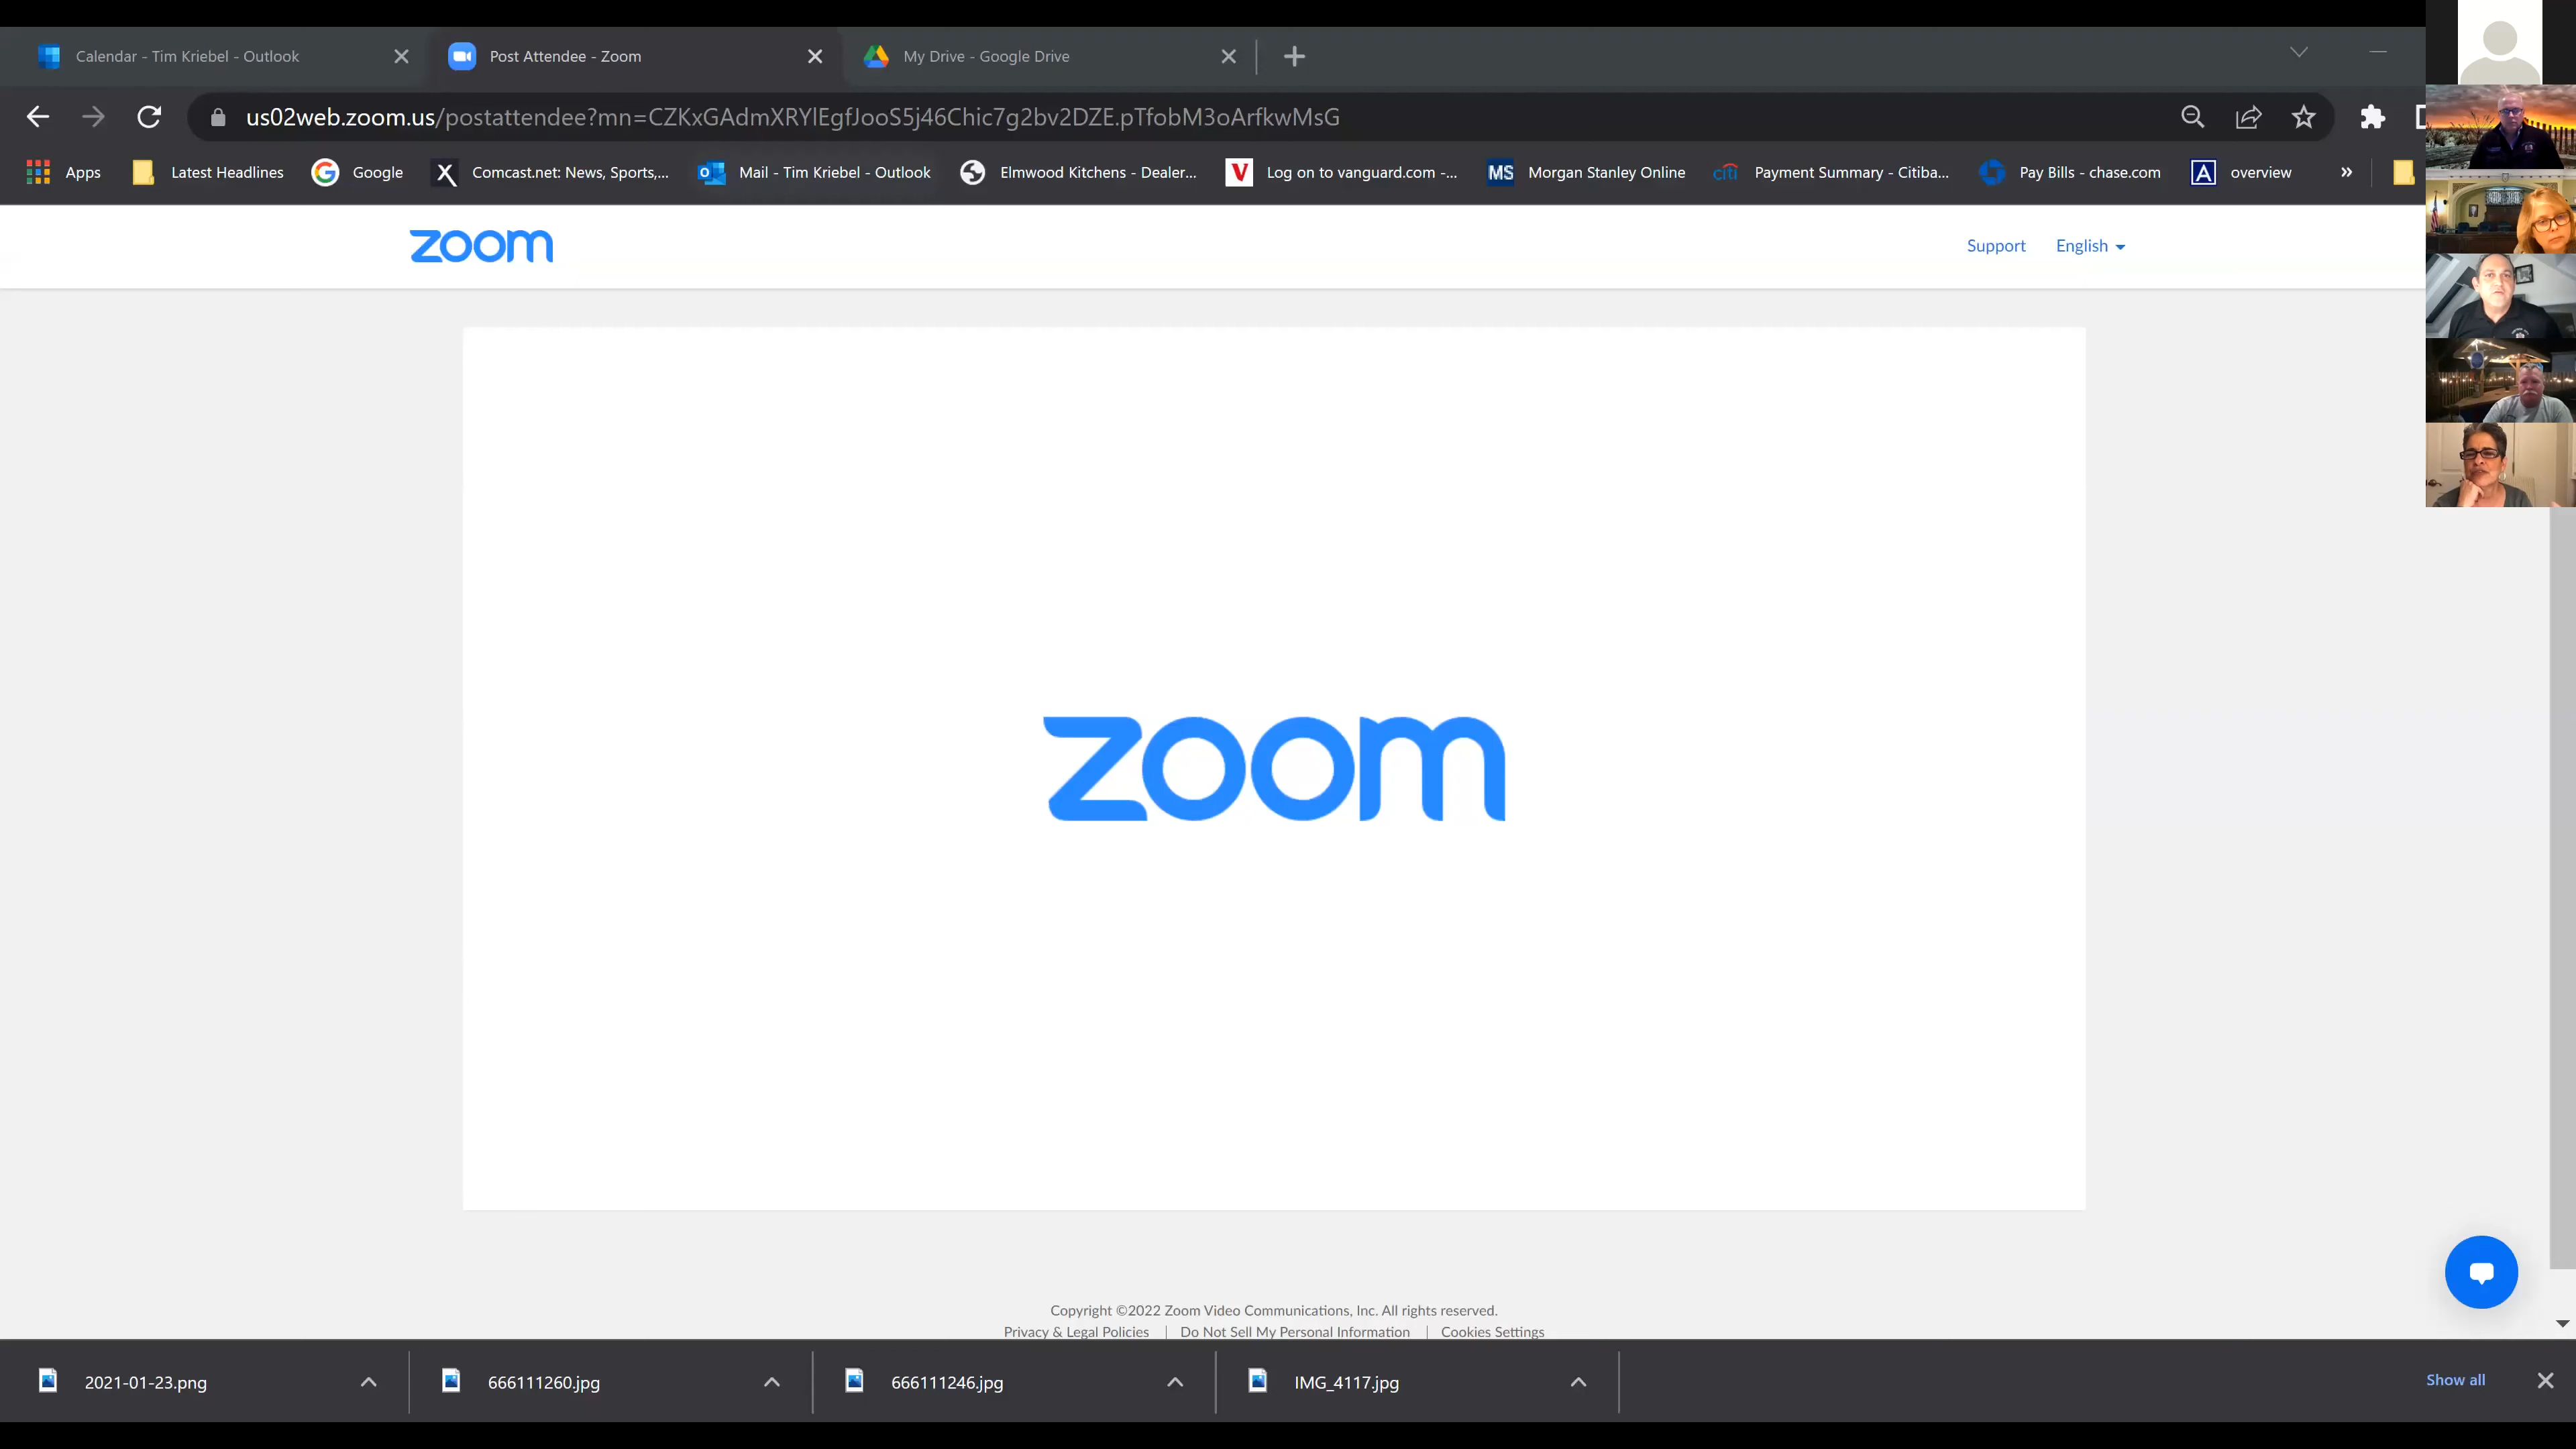 Calendar - Tim Kriebel - Outlook
Post Attendee - Zoom
My Drive - Google Drive
us02web.zoom.us/postattendee?mn=CZKxGAdmXRYlEgfJooS5j46Chic7g2bv2DZE.pTfobM3oArfkwMsG
Apps
Latest Headlines
G Google
X Comcast.net: News, Sports,...
Mail - Tim Kriebel - Outlook
Elmwood Kitchens - Dealer...
V Log on to vanguard.com -...
MS Morgan Stanley Online
citi Payment Summary - Citiba...
Pay Bills - chase.com
A overview
»
zoom
Support
English
zoom
Copyright ©2022 Zoom Video Communications, Inc. All rights reserved.
Privacy & Legal Policies | Do Not Sell My Personal Information | Cookies Settings
2021-01-23.png
666111260.jpg
666111246.jpg
IMG_4117.jpg
Show all